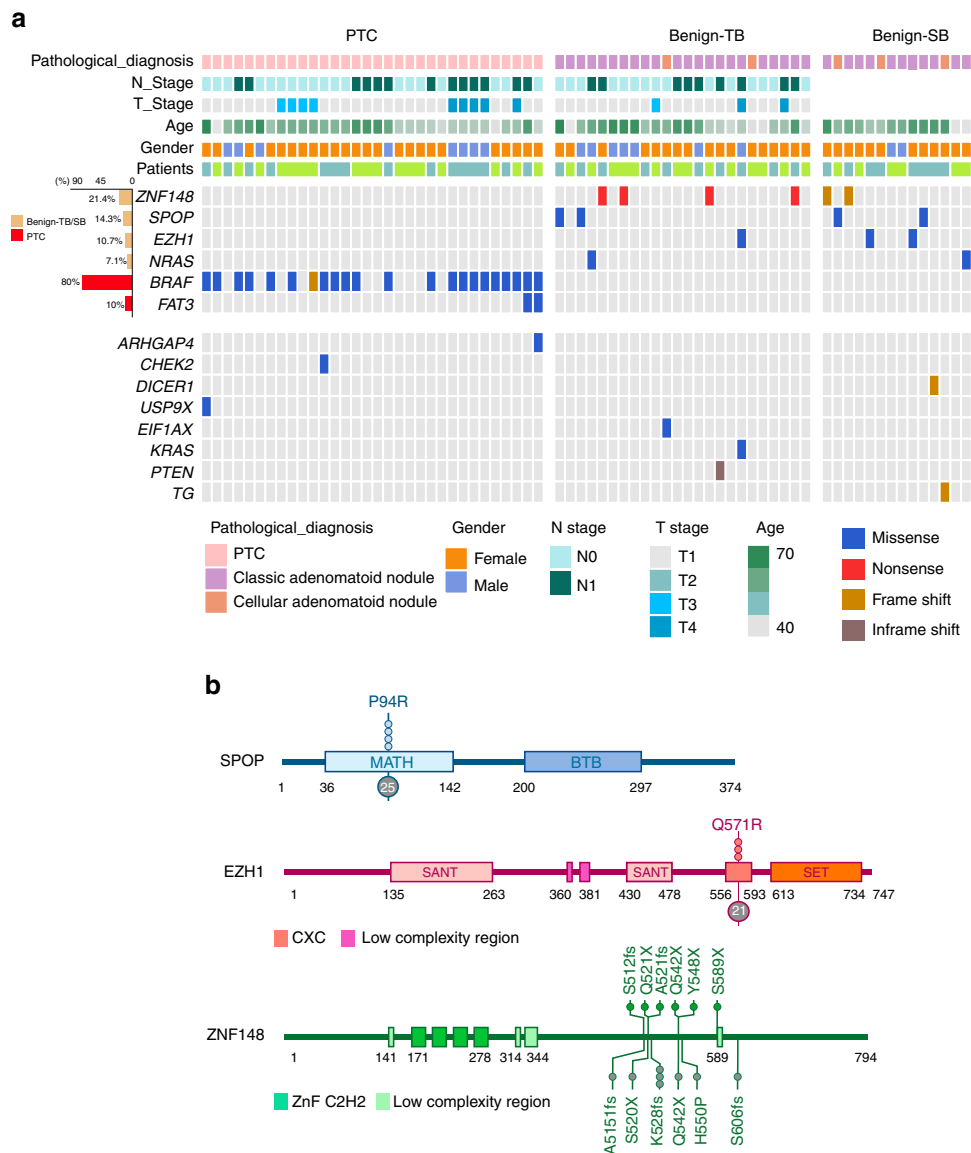 a
PTC Benign-TB Benign-SB
Pathological_diagnosis
N_Stage
T_Stage
Age
Gender
Patients
(%) 90 45 0
21.4% ZNF148
Benign-TB/SB 14.3% SPOP
PTC 10.7% EZH1
7.1% NRAS
80% BRAF
10% FAT3
ARHGAP4
CHEK2
DICER1
USP9X
EIF1AX
KRAS
PTEN
TG
Pathological_diagnosis
PTC
Classic adenomatoid nodule
Cellular adenomatoid nodule
Gender
Female
Male
N stage
N0
N1
T stage
T1
T2
T3
T4
Age
70
40
Missense
Nonsense
Frame shift
Inframe shift
b
P94R
SPOP MATH BTB
25
1 36 142 200 297 374
Q571R
EZH1 SANT SANT SET
1 135 263 360 381 430 478 556 593 613 734 747
21
CXC Low complexity region
S512fs Q521X A521fs Q542X Y548X S589X
ZNF148
1 141 171 278 314 344 589 794
ZnF C2H2 Low complexity region
A5151fs S520X K528fs Q542X H550P S606fs